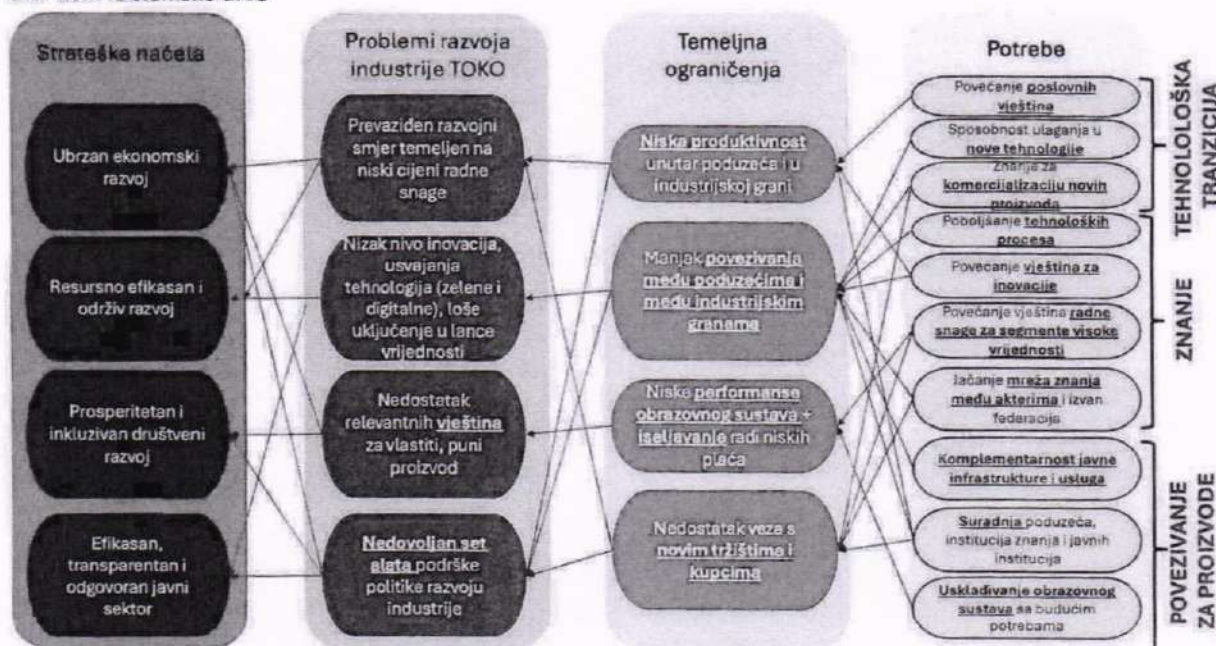 Strateška načela
Ubrzan ekonomski
razvoj
Resursno efikasan i
održiv razvoj
Prosperitetan i
inkluzivan društveni
razvoj
Efikasan,
transparentan i
odgovoran javni
sektor
Problemi razvoja
industrije TOKO
Prevaziđen razvojni
smjer temeljen na
niski cijeni radne
snage
Nizak nivo inovacija,
usvajanja
tehnologija (zelene i
digitalne), loše
uključenje u lance
vrijednosti
Nedostatak
relevantnih vještina
za vlastiti, puni
proizvod
Nedovoljan set
alata podrške
politike razvoju
industrije
Temeljna
ograničenja
Niska produktivnost
unutar poduzeća i u
industrijskoj grani
Manjak povezivanja
među poduzećima i
među industrijskim
granama
Niske performanse
obrazovnog sustava +
iseljavanje radi niskih
plaća
Nedostatak veza s
novim tržištima i
kupcima
Potrebe
Povećanje poslovnih
vještina
Sposobnost ulaganja u
nove tehnologije
Znanje za
komercijalizaciju novih
proizvoda
Poboljšanje tehnoloških
procesa
Povećanje vještina za
inovacije
Povećanje vještina radne
snage za segmente visoke
vrijednosti
Jačanje mreža znanja
među akterima i izvan
federacija
Komplementarnost javne
infrastrukture i usluga
Suradnja poduzeća,
institucija znanja i javnih
institucija
Usklađivanje obrazovnog
sustava sa budućim
potrebama
TEHNOLOŠKA
TRANZICIJA
ZNANJE
POVEZIVANJE
ZA PROIZVODE